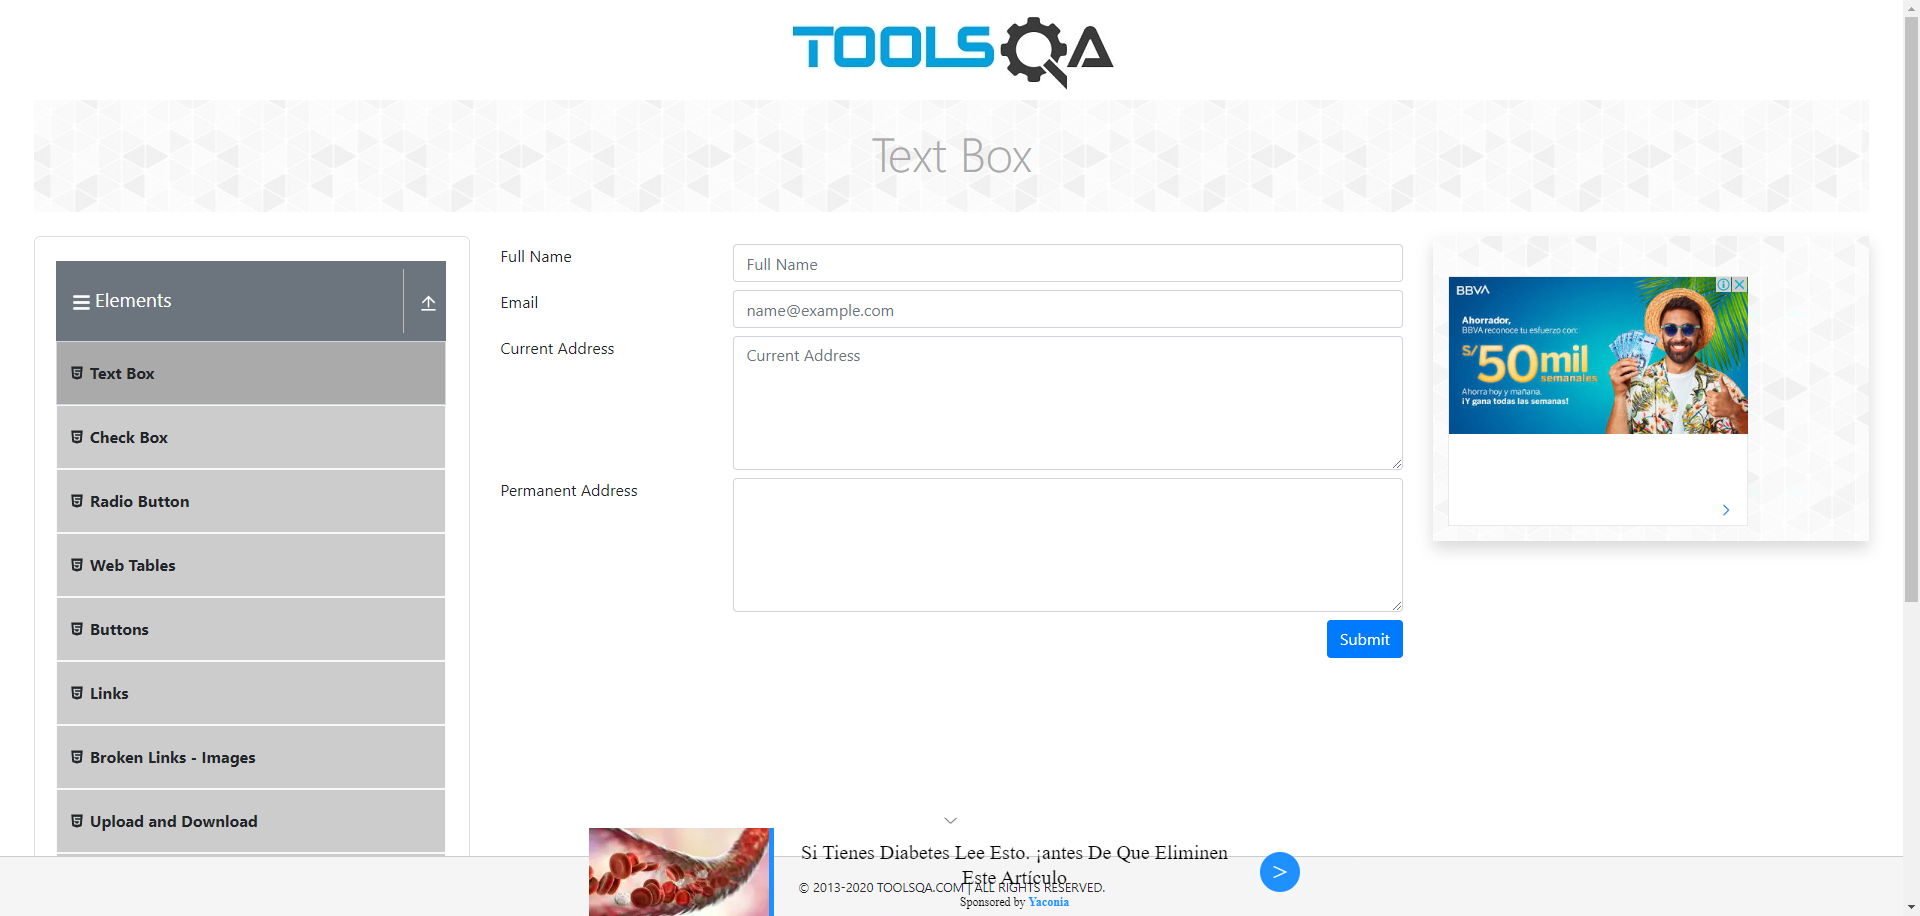 TOOLSQA
Text Box
Elements
Text Box
Check Box
Radio Button
Web Tables
Buttons
Links
Broken Links - Images
Upload and Download
Full Name
Full Name
Email
name@example.com
Current Address
Current Address
Permanent Address
Submit
BBVA
Ahorrador,
BBVA reconoce tu esfuerzo con:
S/50mil
semanales
Ahorra hoy y mañana.
¡Y gana todas las semanas!
Si Tienes Diabetes Lee Esto. ¡antes De Que Eliminen
Este Artículo
© 2013-2020 TOOLSQA.COM | ALL RIGHTS RESERVED.
Sponsored by Yaconia